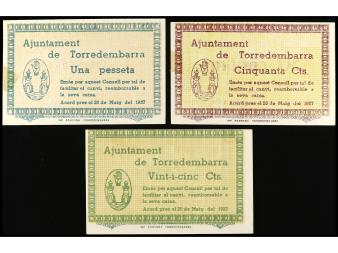 Ajuntament
de Torredembarra
Una pesseta
Emès per aquest Consell per tal de
facilitar el canvi, reemborsable a
la seva caixa.
Acord pres el 28 de Maig del 1937
Ajuntament
de Torredembarra
Cinquanta Cts.
Emès per aquest Consell per tal de
facilitar el canvi, reemborsable a
la seva caixa.
Acord pres el 28 de Maig del 1937
Ajuntament
de Torredembarra
Vint-i-cinc Cts.
Emès per aquest Consell per tal de
facilitar el canvi, reemborsable a
la seva caixa.
Acord pres el 28 de Maig del 1937